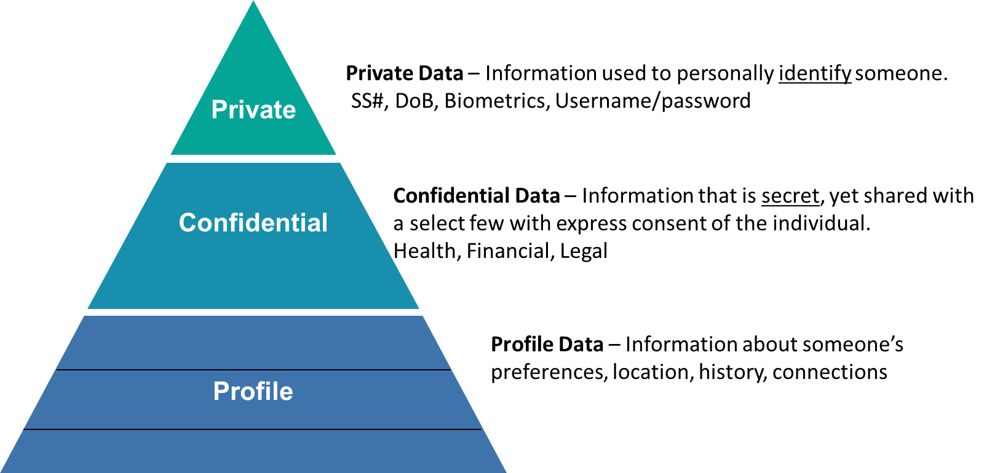 Private
Private Data – Information used to personally identify someone.
SS#, DoB, Biometrics, Username/password
Confidential
Confidential Data – Information that is secret, yet shared with
a select few with express consent of the individual.
Health, Financial, Legal
Profile
Profile Data – Information about someone’s
preferences, location, history, connections